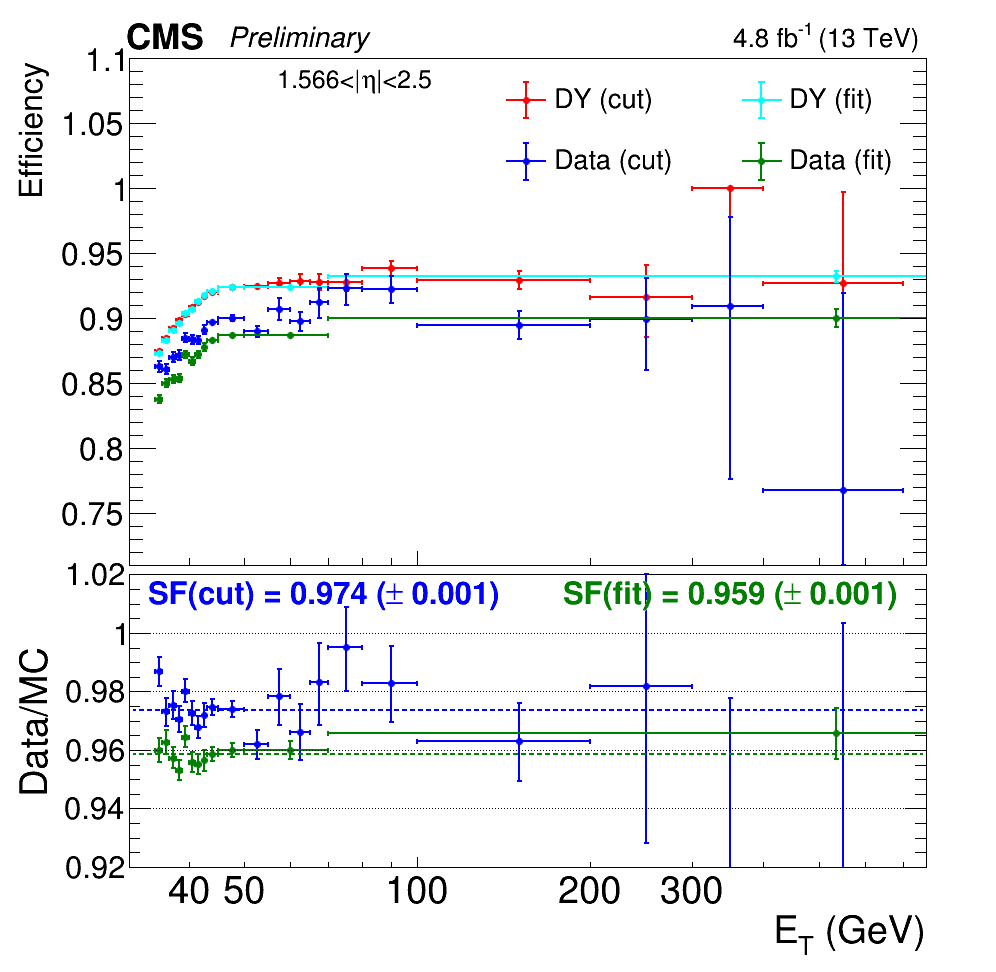 CMS Preliminary 4.8 fb⁻¹ (13 TeV)
Efficiency
1.566<|η|<2.5
DY (cut) DY (fit)
Data (cut) Data (fit)
1.1
1.05
1
0.95
0.9
0.85
0.8
0.75
SF(cut) = 0.974 (± 0.001) SF(fit) = 0.959 (± 0.001)
Data/MC
1.02
1
0.98
0.96
0.94
0.92
40 50 100 200 300
E_T (GeV)